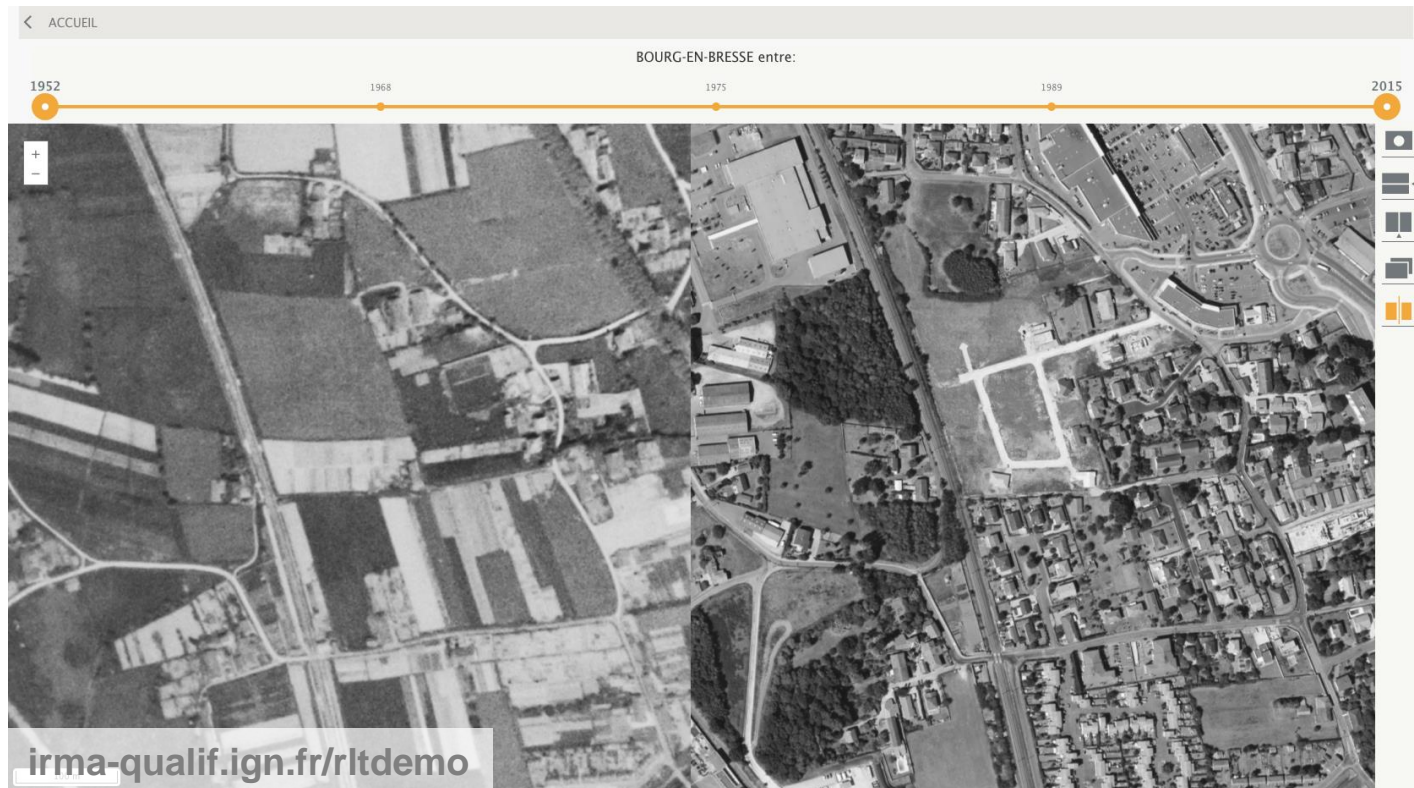 ACCUEIL
BOURG-EN-BRESSE entre:
1952
1968
1975
1989
2015
+
−
irma-qualif.ign.fr/rltdemo